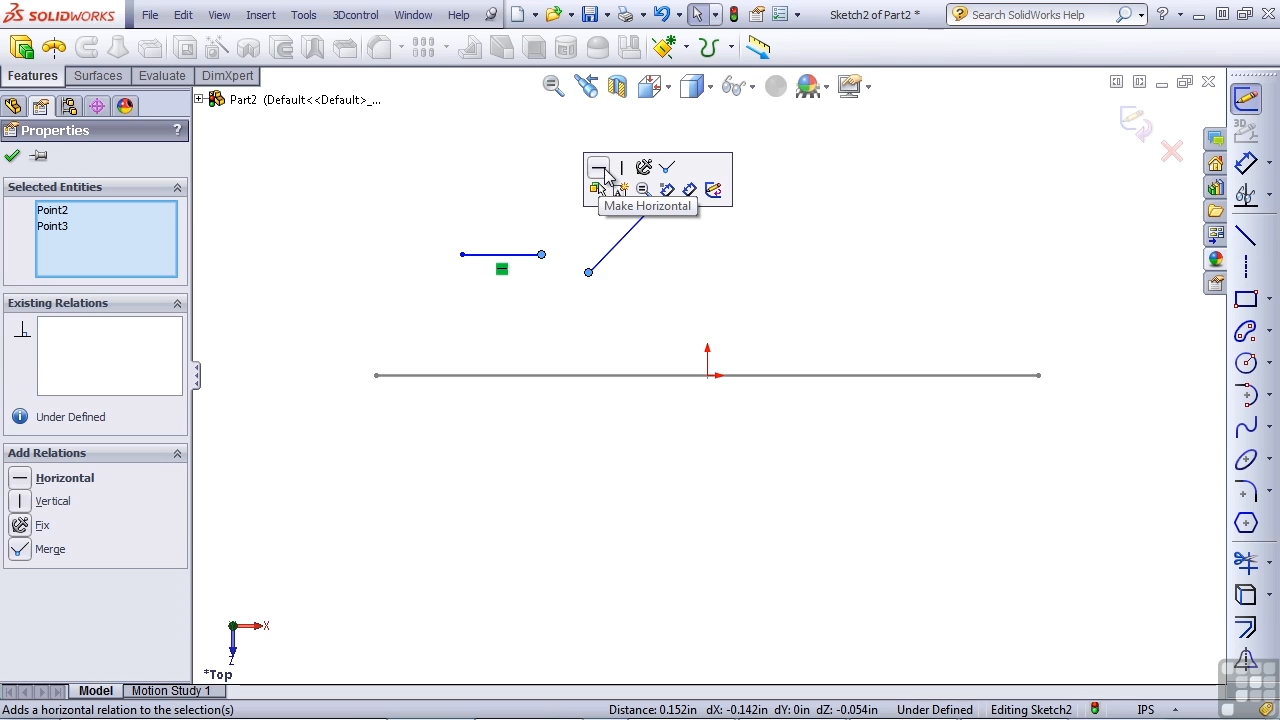 SOLIDWORKS File Edit View Insert Tools 3Dcontrol Window Help Sketch2 of Part2 * Search SolidWorks Help ?
Features Surfaces Evaluate DimXpert
Part2 (Default<<Default>_...
Properties ?
Selected Entities
Point2
Point3
Make Horizontal
Existing Relations
Under Defined
Add Relations
Horizontal
Vertical
Fix
Merge
3D
X
Z
*Top
Model Motion Study 1
Adds a horizontal relation to the selection(s) Distance: 0.152in dX: -0.142in dY: 0in dZ: -0.054in Under Defined Editing Sketch2 IPS